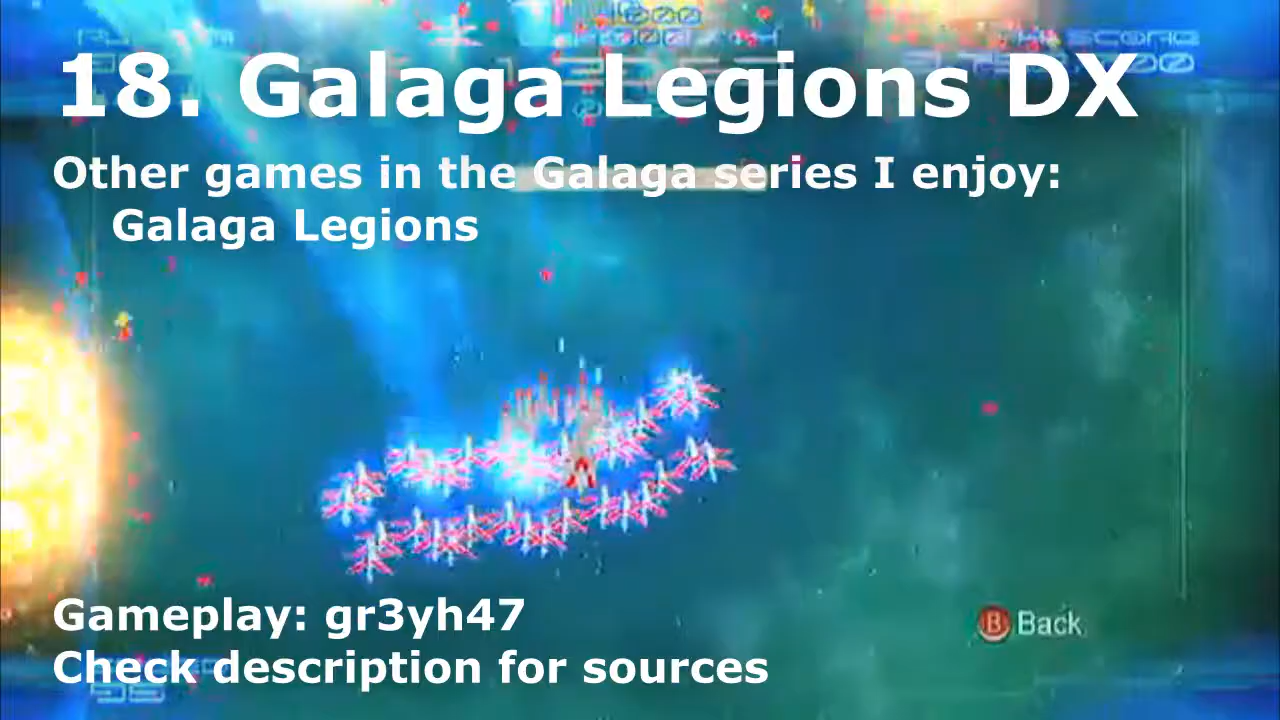 18. Galaga Legions DX
Other games in the Galaga series I enjoy:
Galaga Legions
Gameplay: gr3yh47
B Back
Check description for sources